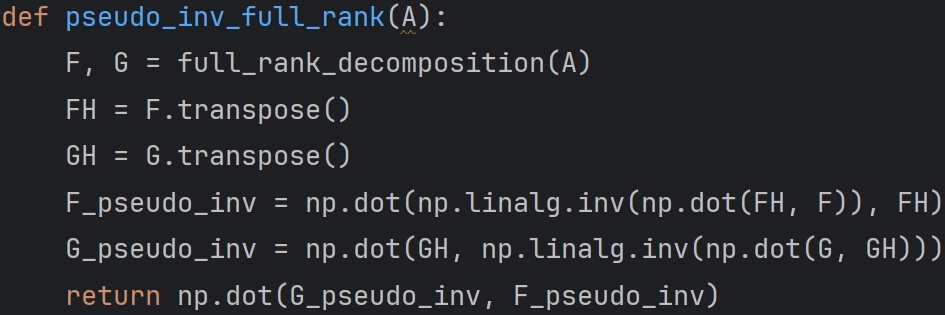 def pseudo_inv_full_rank(A):
    F, G = full_rank_decomposition(A)
    FH = F.transpose()
    GH = G.transpose()
    F_pseudo_inv = np.dot(np.linalg.inv(np.dot(FH, F)), FH)
    G_pseudo_inv = np.dot(GH, np.linalg.inv(np.dot(G, GH)))
    return np.dot(G_pseudo_inv, F_pseudo_inv)